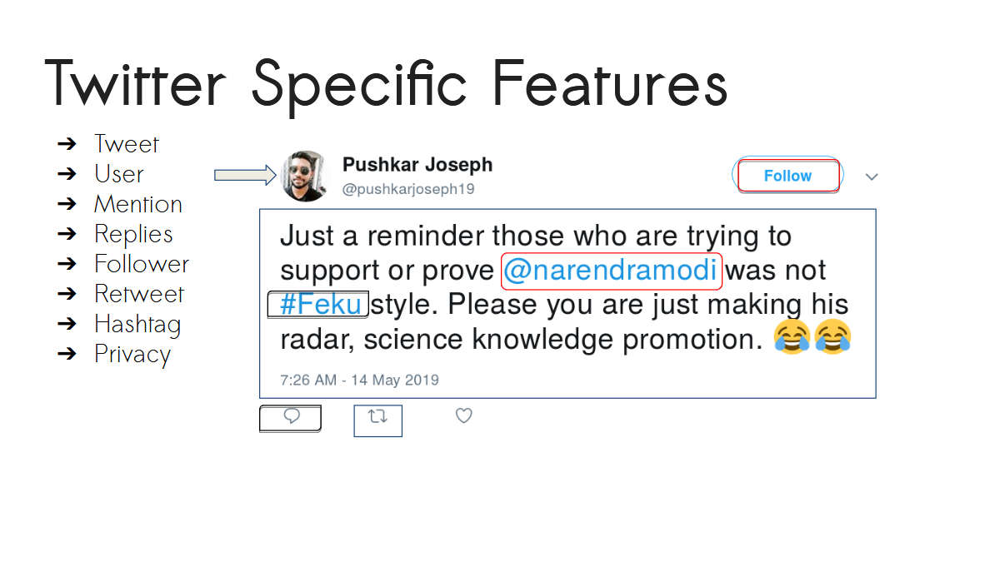 Twitter Specific Features
➔ Tweet
➔ User
➔ Mention
➔ Replies
➔ Follower
➔ Retweet
➔ Hashtag
➔ Privacy
Pushkar Joseph
@pushkarjoseph19
Follow
Just a reminder those who are trying to
support or prove @narendramodi was not
#Feku style. Please you are just making his
radar, science knowledge promotion. 😂😂
7:26 AM - 14 May 2019